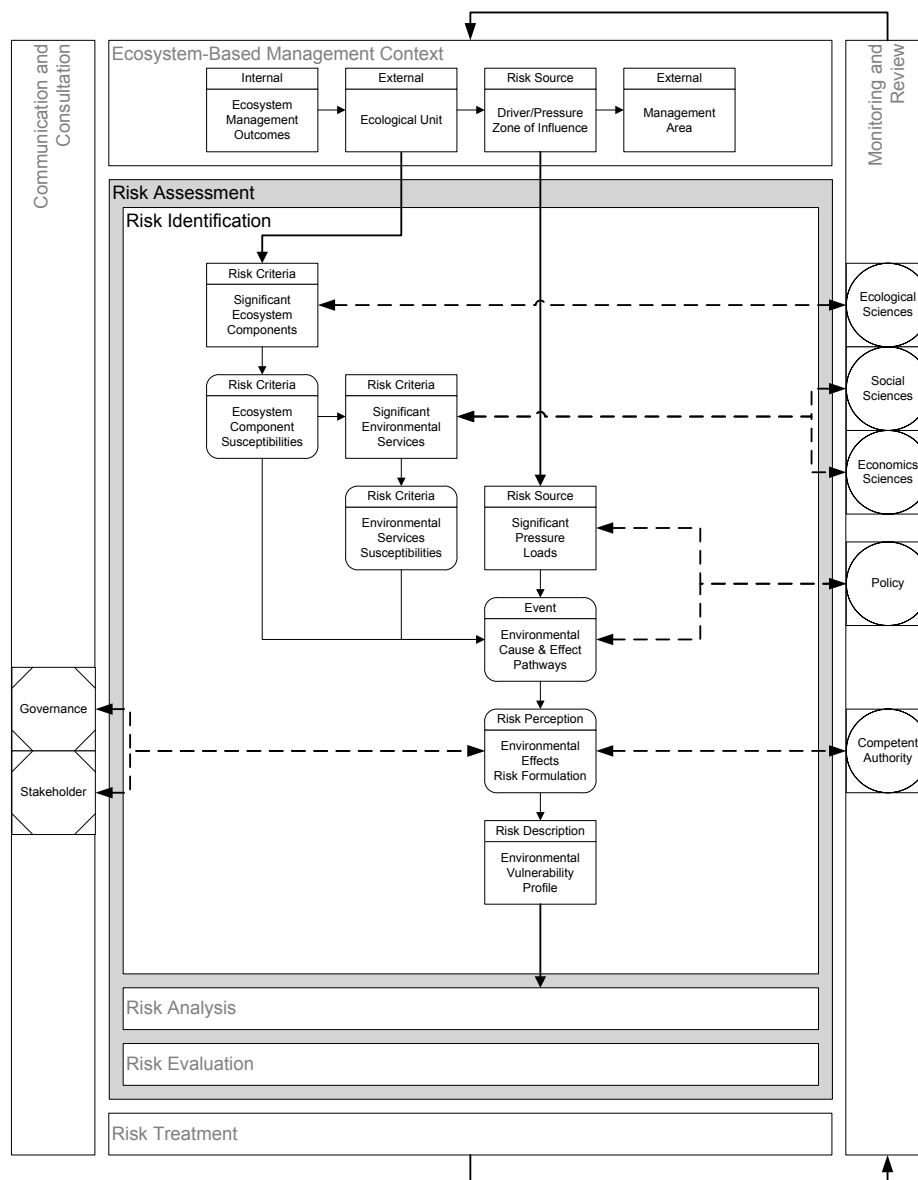 Communication and
Consultation
Ecosystem-Based Management Context
Internal
Ecosystem
Management
Outcomes
External
Ecological Unit
Risk Source
Driver/Pressure
Zone of Influence
External
Management
Area
Monitoring and
Review
Risk Assessment
Risk Identification
Risk Criteria
Significant
Ecosystem
Components
Ecological
Sciences
Risk Criteria
Ecosystem
Component
Susceptibilities
Risk Criteria
Significant
Environmental
Services
Social
Sciences
Economics
Sciences
Risk Criteria
Environmental
Services
Susceptibilities
Risk Source
Significant
Pressure
Loads
Policy
Event
Environmental
Cause & Effect
Pathways
Governance
Stakeholder
Risk Perception
Environmental
Effects
Risk Formulation
Competent
Authority
Risk Description
Environmental
Vulnerability
Profile
Risk Analysis
Risk Evaluation
Risk Treatment